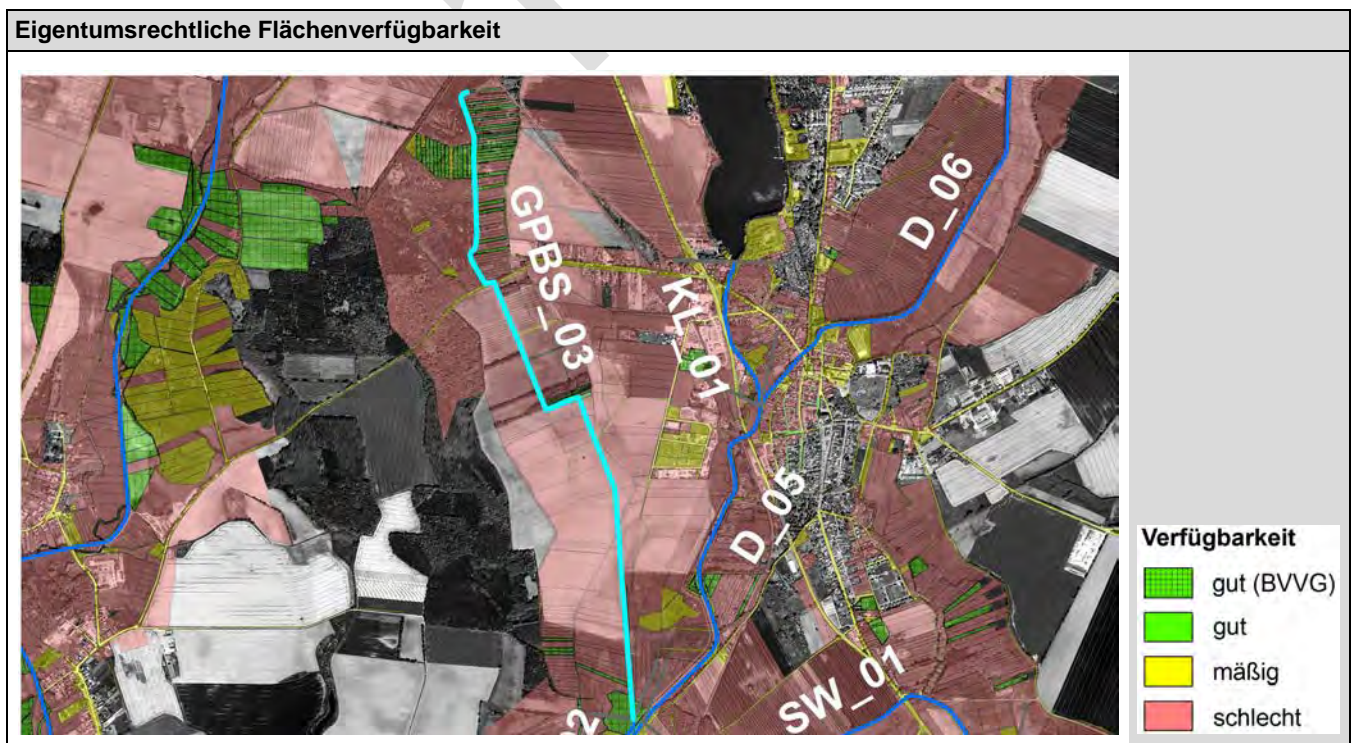 Eigentumsrechtliche Flächenverfügbarkeit
D_06
GPBS_03
KL_01
D_05
SW_01
Verfügbarkeit
gut (BVVG)
gut
mäßig
schlecht